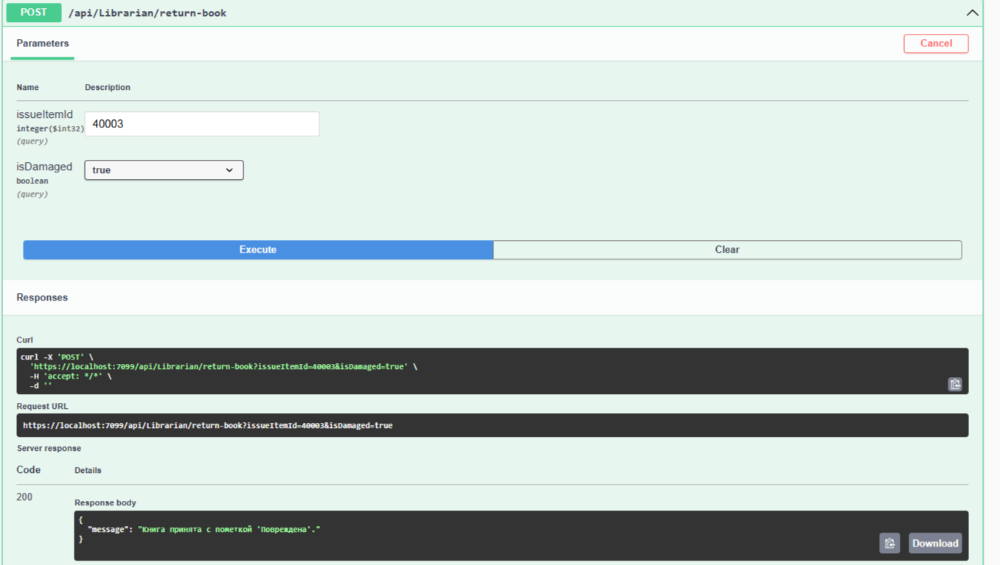 POST /api/Librarian/return-book
Parameters
Cancel
Name Description
issueItemId
integer($int32)
(query)
40003
isDamaged
boolean
(query)
true
Execute
Clear
Responses
Curl
curl -X 'POST' \
'https://localhost:7099/api/Librarian/return-book?issueItemId=40003&isDamaged=true' \
-H 'accept: */*' \
-d ''
Request URL
https://localhost:7099/api/Librarian/return-book?issueItemId=40003&isDamaged=true
Server response
Code Details
200
Response body
{
"message": "Книга принята с пометкой 'Повреждена'."
}
Download